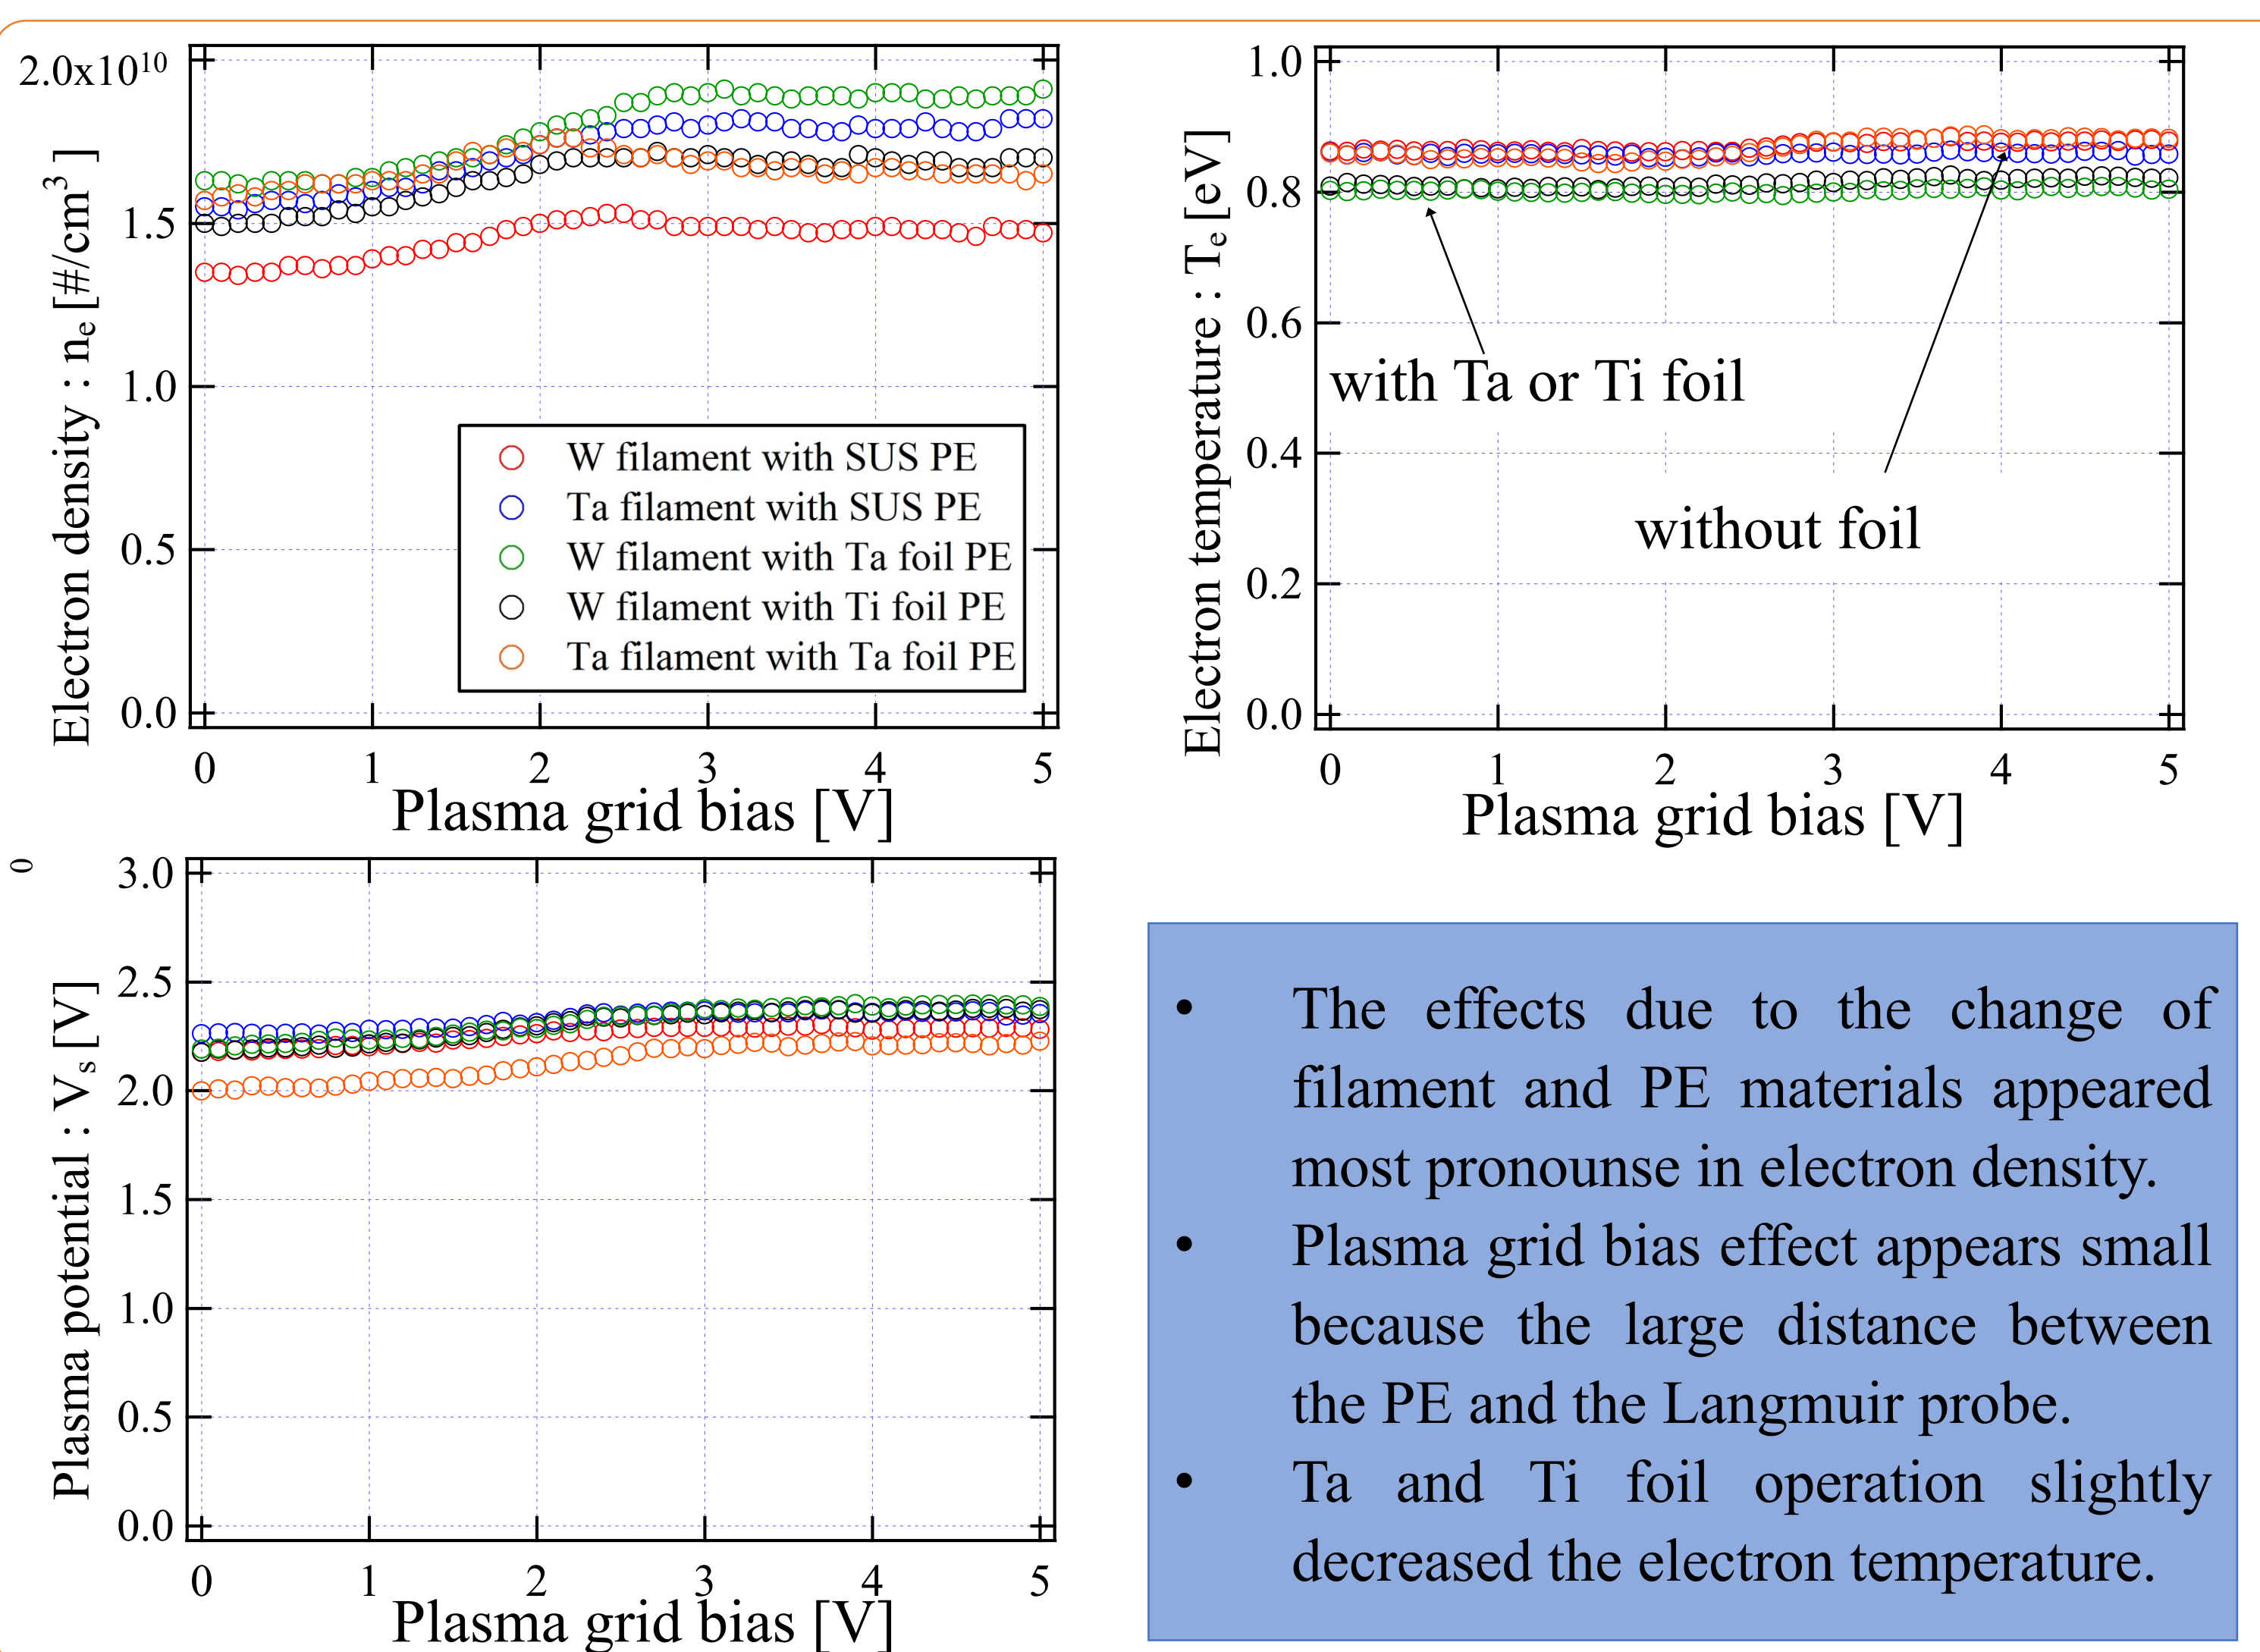 2.0x10¹⁰
1.5
1.0
0.5
0.0
Electron density : nₑ [#/cm³]
W filament with SUS PE
Ta filament with SUS PE
W filament with Ta foil PE
W filament with Ti foil PE
Ta filament with Ta foil PE
0 1 2 3 4 5
Plasma grid bias [V]
1.0
0.8
0.6
0.4
0.2
0.0
Electron temperature : Tₑ [eV]
with Ta or Ti foil
without foil
0 1 2 3 4 5
Plasma grid bias [V]
0
3.0
2.5
2.0
1.5
1.0
0.5
0.0
Plasma potential : Vₛ [V]
0 1 2 3 4 5
Plasma grid bias [V]
• The effects due to the change of
filament and PE materials appeared
most pronounse in electron density.
• Plasma grid bias effect appears small
because the large distance between
the PE and the Langmuir probe.
• Ta and Ti foil operation slightly
decreased the electron temperature.